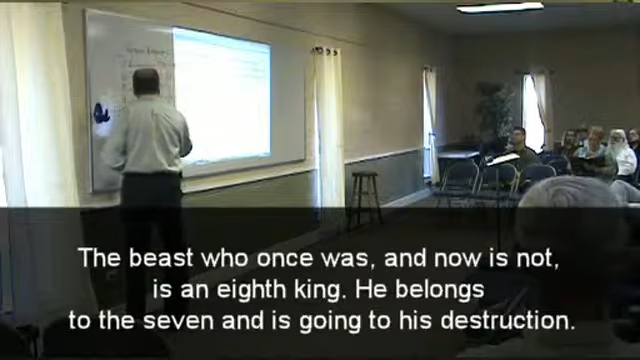 The beast who once was, and now is not,
is an eighth king. He belongs
to the seven and is going to his destruction.